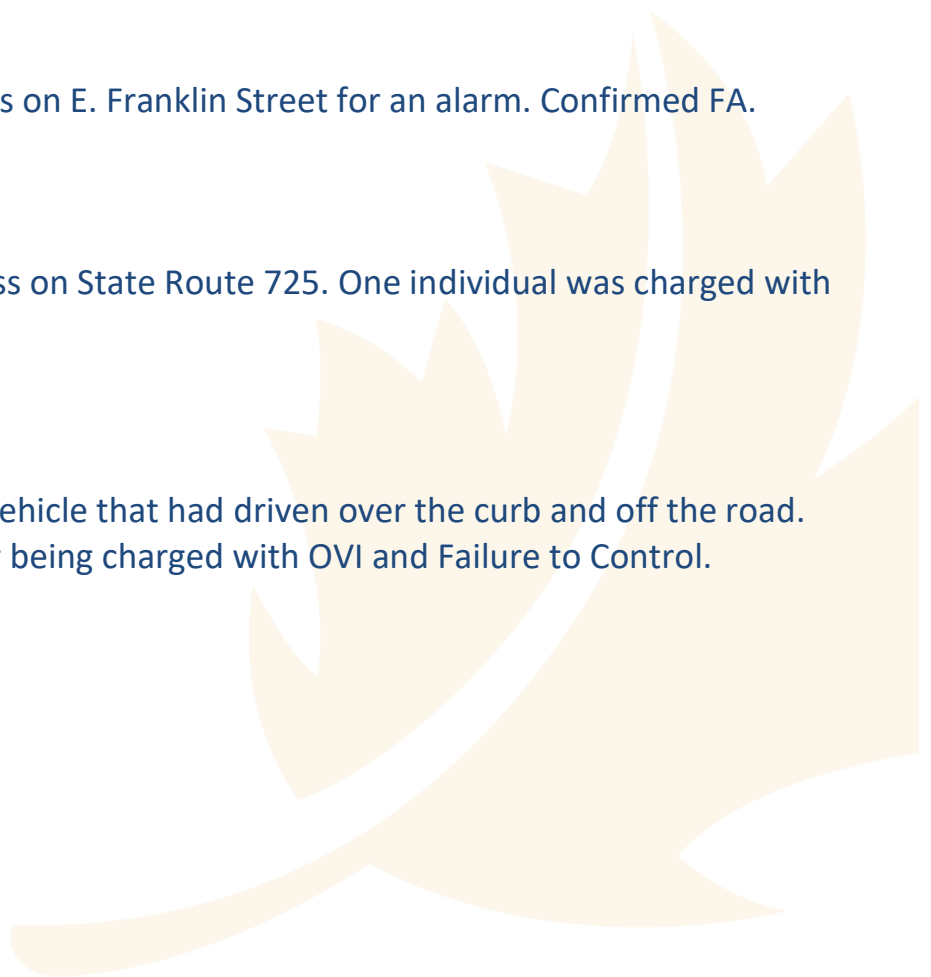 s on E. Franklin Street for an alarm. Confirmed FA.
ss on State Route 725. One individual was charged with
ehicle that had driven over the curb and off the road.
being charged with OVI and Failure to Control.